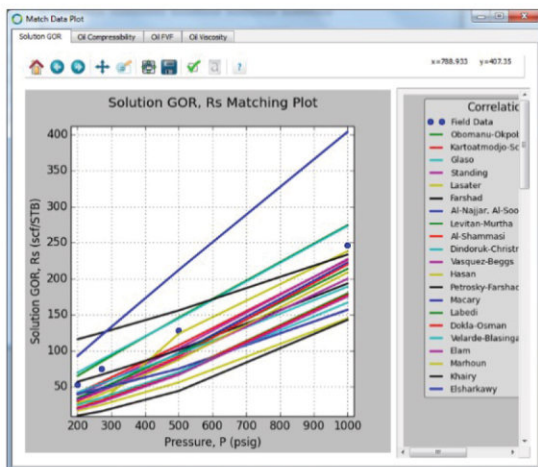 Match Data Plot
Solution GOR Oil Compressibility Oil FVF Oil Viscosity
x=788.933 y=407.35
Solution GOR, Rs Matching Plot
Solution GOR, Rs (scf/STB)
400
350
300
250
200
150
100
50
200 300 400 500 600 700 800 900 1000
Pressure, P (psig)
Correlatio
Field Data
Obomanu-Okpol
Kartoatmodjo-Sc
Glaso
Standing
Lasater
Farshad
Al-Najjar, Al-Soo
Levitan-Murtha
Al-Shammasi
Dindoruk-Christn
Vasquez-Beggs
Hasan
Petrosky-Farshac
Macary
Labedi
Dokla-Osman
Velarde-Blasinga
Elam
Marhoun
Khairy
Elsharkawy